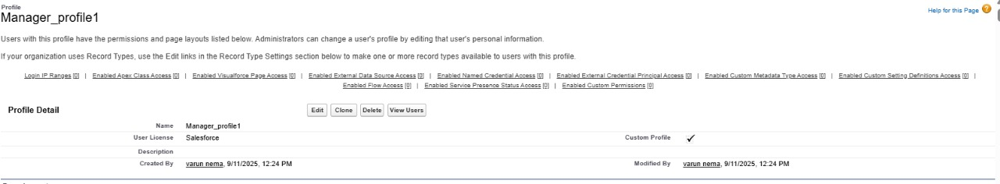 Profile
Manager_profile1
Help for this Page
Users with this profile have the permissions and page layouts listed below. Administrators can change a user's profile by editing that user's personal information.
If your organization uses Record Types, use the Edit links in the Record Type Settings section below to make one or more record types available to users with this profile.
Login IP Ranges [0] | Enabled Apex Class Access [0] | Enabled Visualforce Page Access [0] | Enabled External Data Source Access [0] | Enabled Named Credential Access [0] | Enabled External Credential Principal Access [0] | Enabled Custom Metadata Type Access [0] | Enabled Custom Setting Definitions Access [0] |
Enabled Flow Access [0] | Enabled Service Presence Status Access [0] | Enabled Custom Permissions [0]
Profile Detail Edit Clone Delete View Users
Name Manager_profile1
User License Salesforce Custom Profile ✓
Description
Created By varun nema, 9/11/2025, 12:24 PM Modified By varun nema, 9/11/2025, 12:24 PM